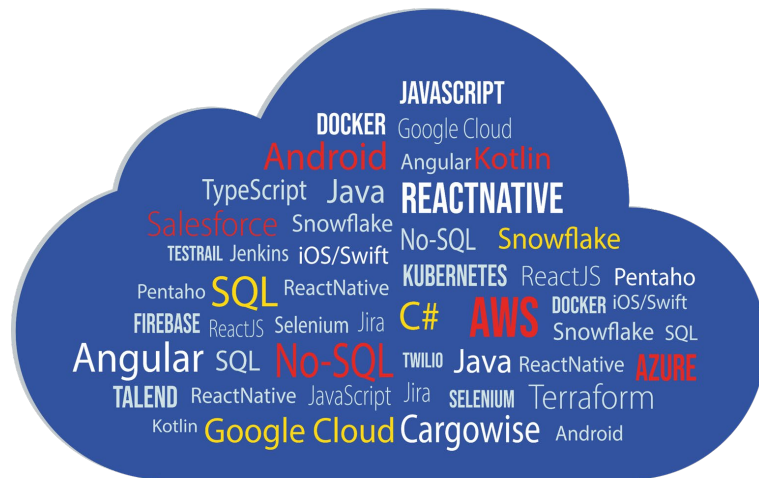 JAVASCRIPT
DOCKER Google Cloud
Android Angular Kotlin
TypeScript Java REACTNATIVE
Salesforce Snowflake
No-SQL Snowflake
TESTRAIL Jenkins iOS/Swift
KUBERNETES ReactJS Pentaho
Pentaho SQL ReactNative
C# AWS DOCKER iOS/Swift
FIREBASE ReactJS Selenium Jira
Snowflake SQL
Angular SQL No-SQL TWILIO Java ReactNative AZURE
TALEND ReactNative JavaScript Jira SELENIUM Terraform
Kotlin Google Cloud Cargowise Android